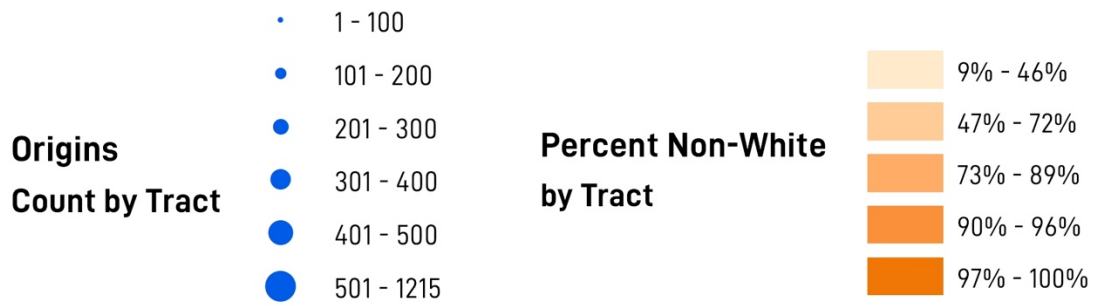 Origins
Count by Tract
1 - 100
101 - 200
201 - 300
301 - 400
401 - 500
501 - 1215
Percent Non-White
by Tract
9% - 46%
47% - 72%
73% - 89%
90% - 96%
97% - 100%